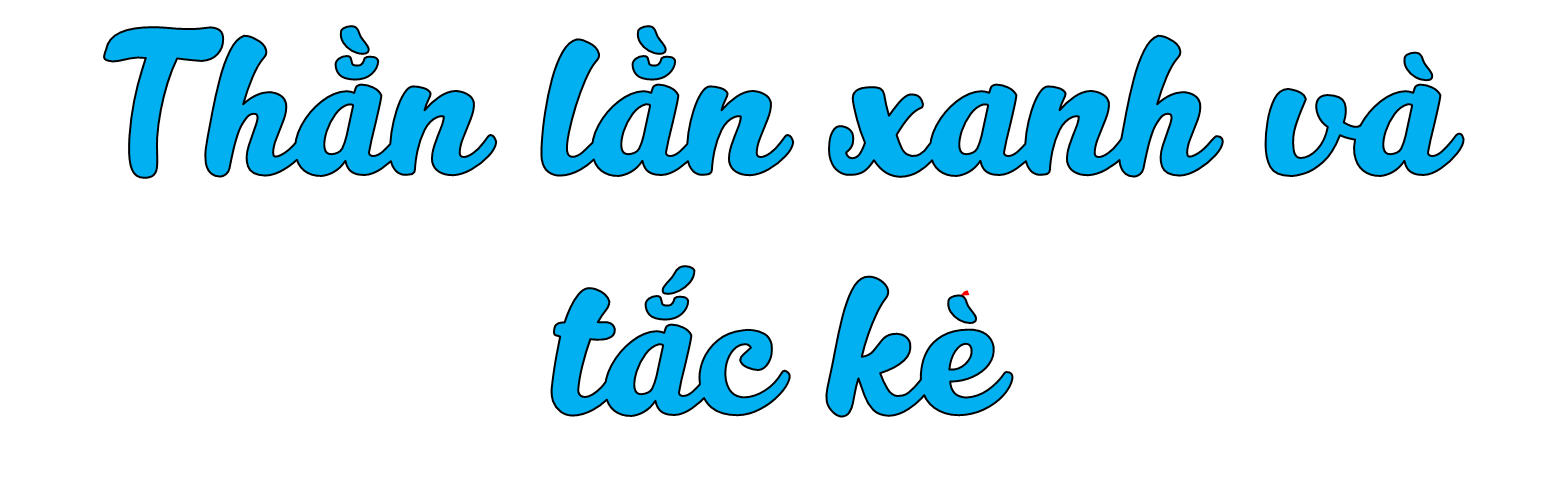 Thằn lằn xanh và
tắc kè